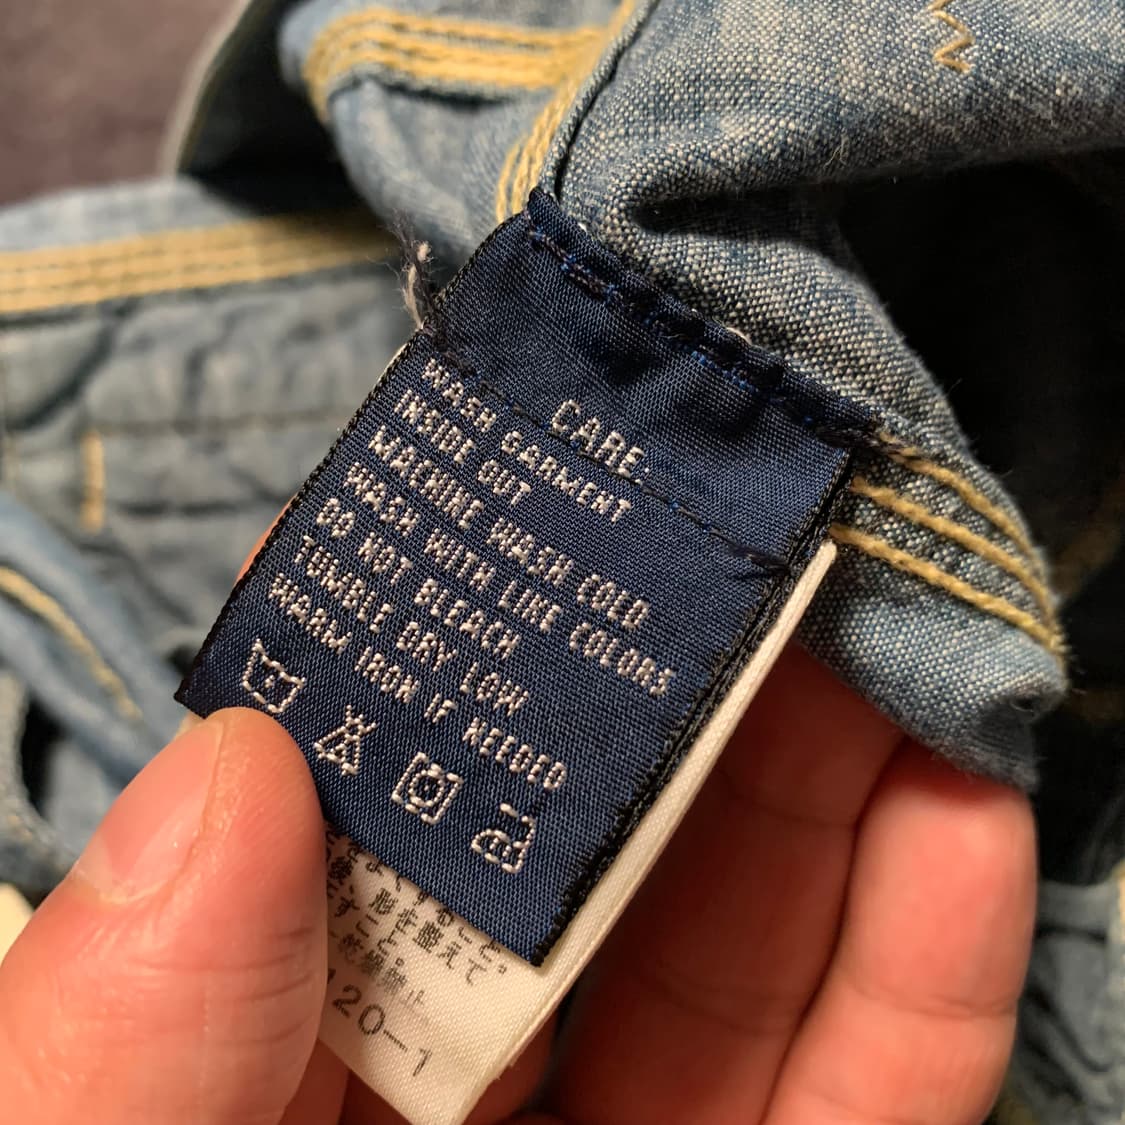 CARE:
WASH GARMENT
INSIDE OUT
MACHINE WASH COLD
WASH WITH LIKE COLORS
DO NOT BLEACH
TUMBLE DRY LOW
WARM IRON IF NEEDED
形を整えて
120-1